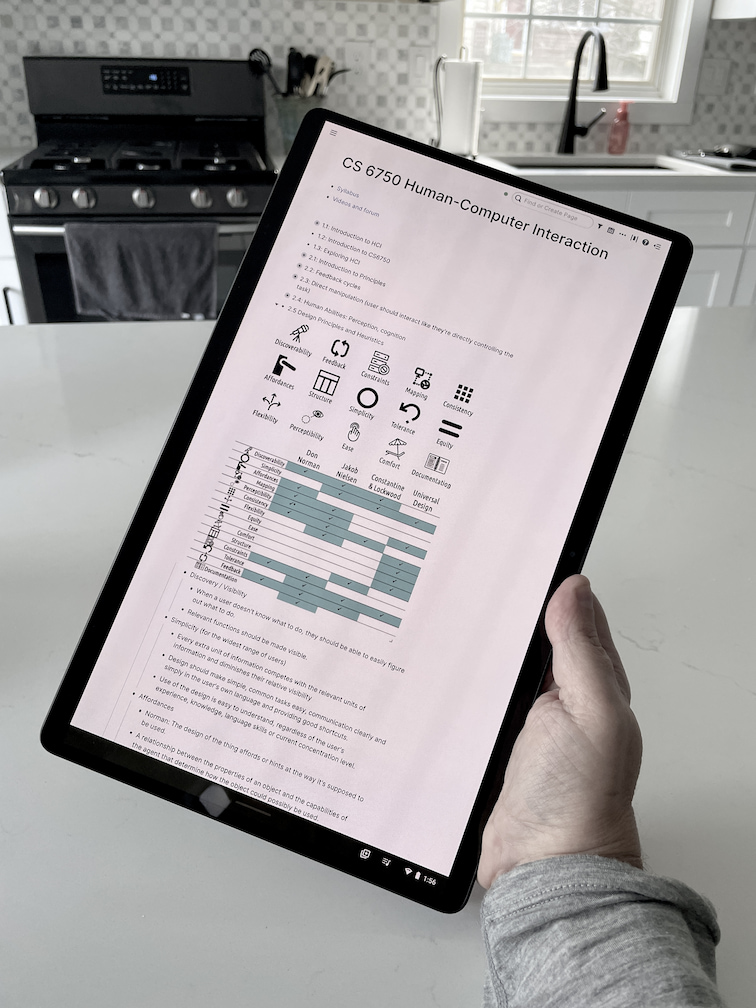 CS 6750 Human-Computer Interaction
Find or Create Page
Syllabus
Videos and forum
1.1: Introduction to HCI
1.2: Introduction to CS6750
1.3: Exploring HCI
2.1: Introduction to Principles
2.2: Feedback cycles
2.3: Direct manipulation (user should interact like they're directly controlling the
task)
2.4: Human Abilities: Perception, cognition
2.5 Design Principles and Heuristics
Discoverability
Feedback
Constraints
Mapping
Consistency
Affordances
Structure
Simplicity
Tolerance
Equity
Flexibility
Perceptibility
Ease
Comfort
Documentation
Don
Norman
Jakob
Nielsen
Constantine
& Lockwood
Universal
Design
Discoverability
Simplicity
Affordances
Mapping
Perceptibility
Consistency
Flexibility
Equity
Ease
Comfort
Structure
Constraints
Tolerance
Feedback
Documentation
Discovery / Visibility
When a user doesn't know what to do, they should be able to easily figure
out what to do.
Relevant functions should be made visible.
Simplicity (for the widest range of users)
Every extra unit of information competes with the relevant units of
information and diminishes their relative visibility
Design should make simple, common tasks easy, communication clearly and
simply in the user's own language and providing good shortcuts.
Use of the design is easy to understand, regardless of the user's
experience, knowledge, language skills or current concentration level.
Affordances
Norman: The design of the thing affords or hints at the way it's supposed to
be used.
A relationship between the properties of an object and the capabilities of
the agent that determine how the object could possibly be used.
1:56